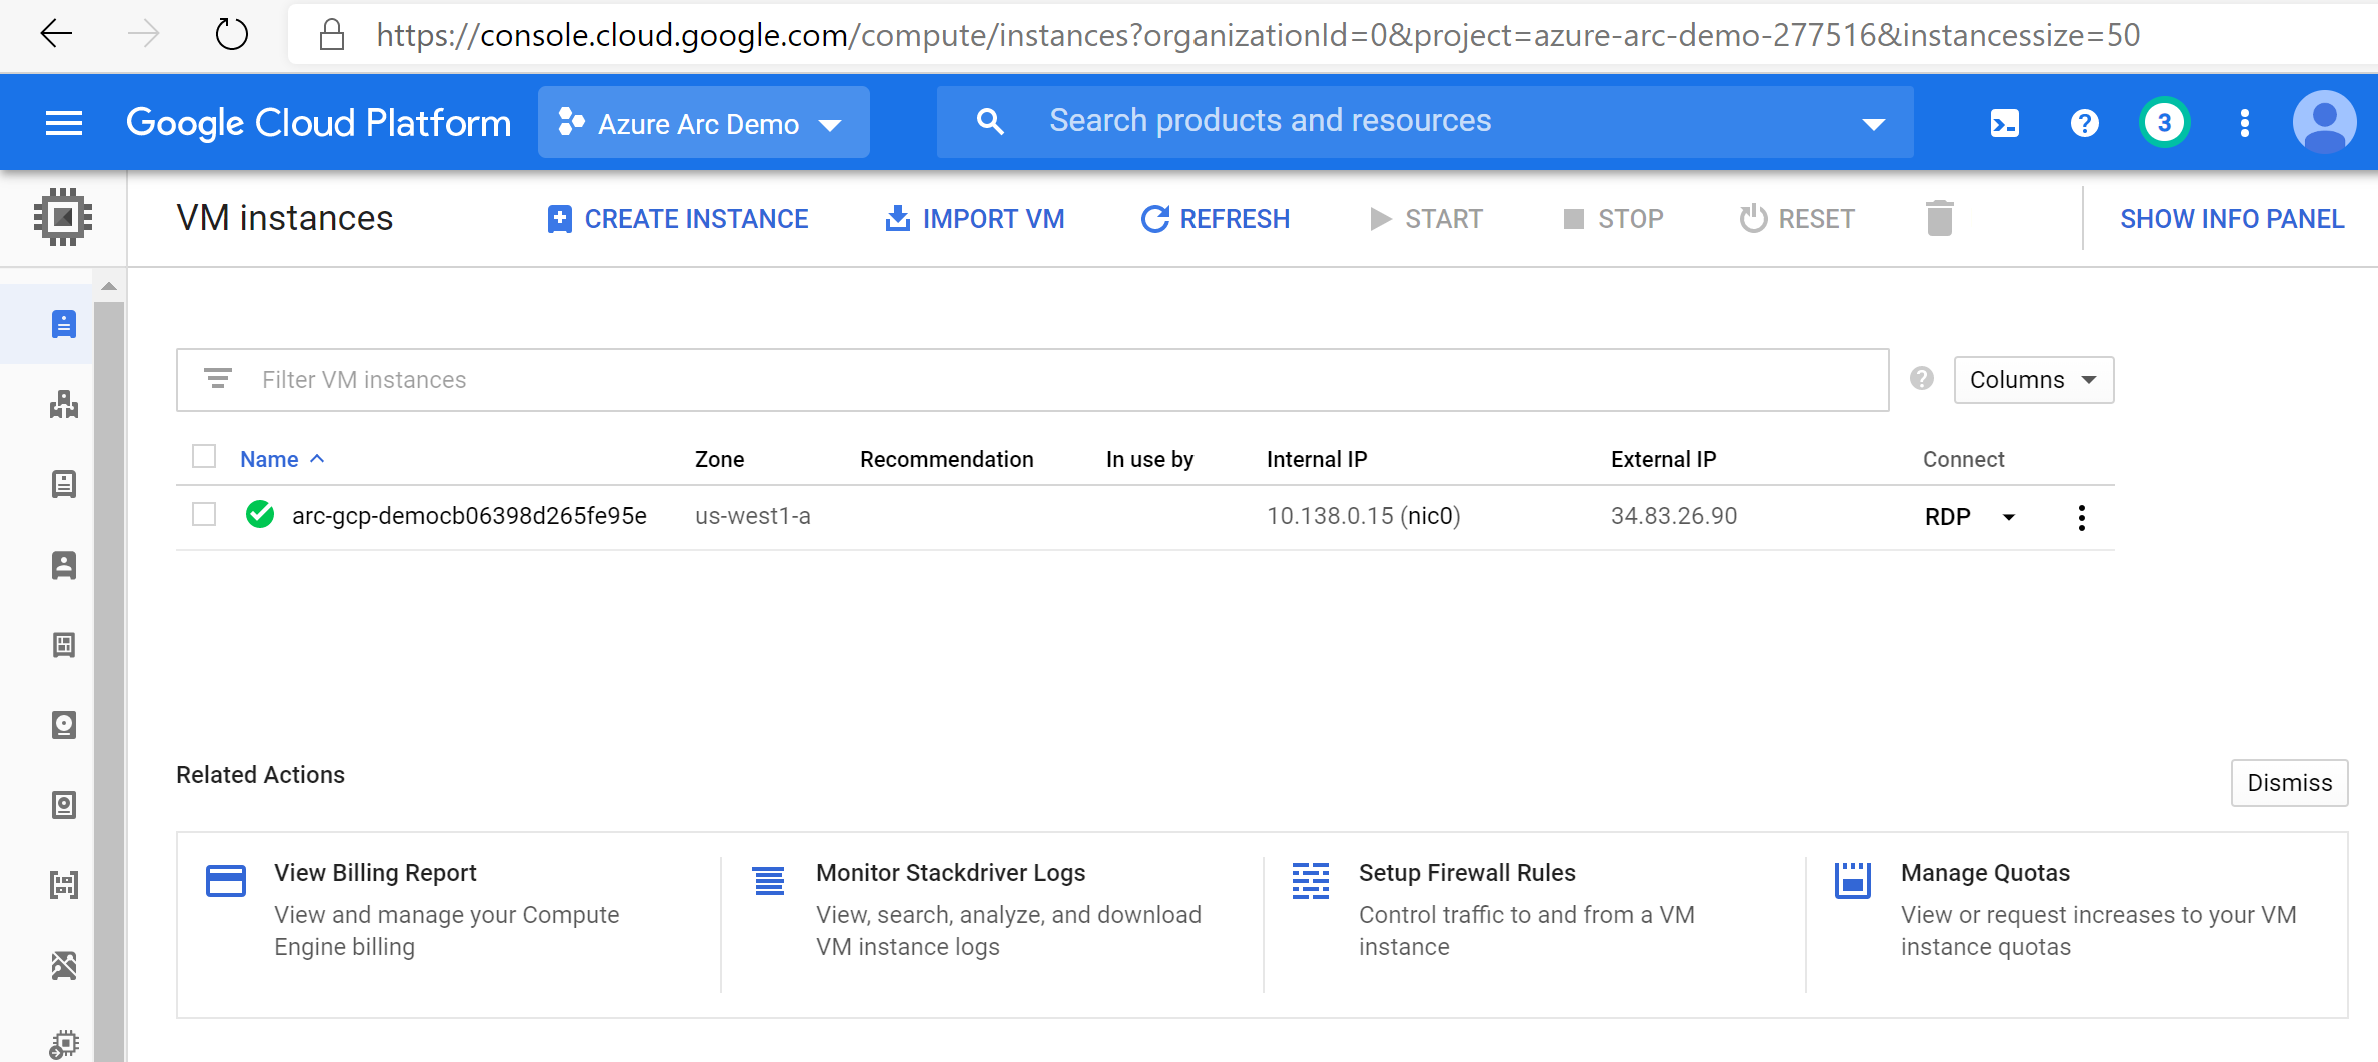 https://console.cloud.google.com/compute/instances?organizationId=0&project=azure-arc-demo-277516&instancessize=50
Google Cloud Platform Azure Arc Demo Search products and resources 3
VM instances CREATE INSTANCE IMPORT VM REFRESH START STOP RESET SHOW INFO PANEL
Filter VM instances Columns
Name Zone Recommendation In use by Internal IP External IP Connect
arc-gcp-democb06398d265fe95e us-west1-a 10.138.0.15 (nic0) 34.83.26.90 RDP
Related Actions Dismiss
View Billing Report
View and manage your Compute
Engine billing
Monitor Stackdriver Logs
View, search, analyze, and download
VM instance logs
Setup Firewall Rules
Control traffic to and from a VM
instance
Manage Quotas
View or request increases to your VM
instance quotas